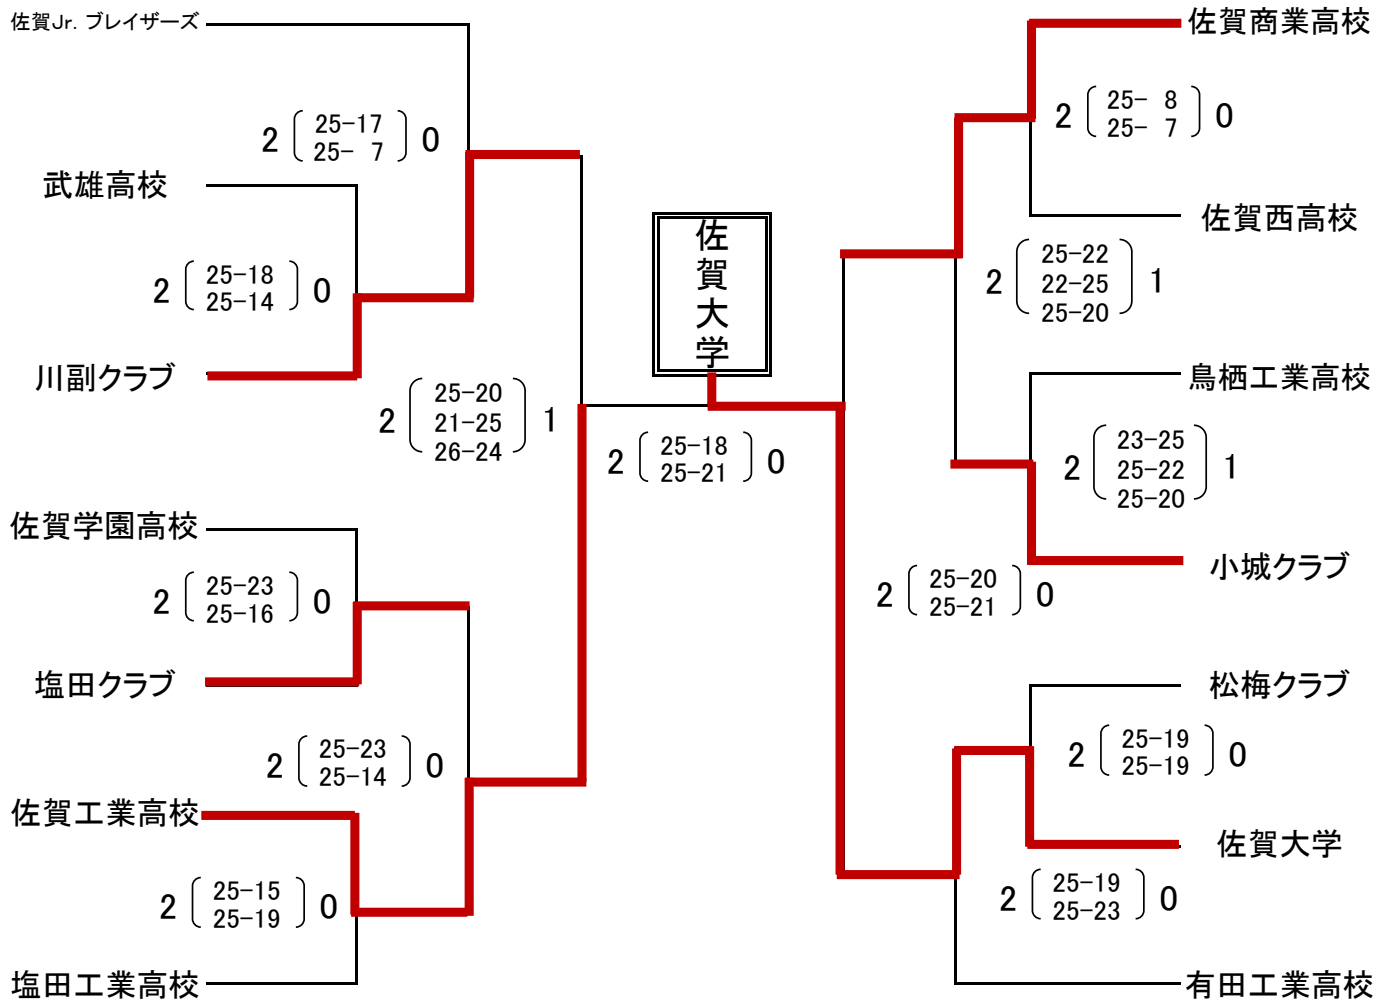 佐賀Jr. ブレイザーズ
2 25-17 0
25- 7
武雄高校
2 25-18 0
25-14
川副クラブ
2 25-20 1
21-25
26-24
佐賀学園高校
2 25-23 0
25-16
塩田クラブ
2 25-23 0
25-14
佐賀工業高校
2 25-15 0
25-19
塩田工業高校
佐賀大学
2 25-18 0
25-21
佐賀商業高校
2 25- 8 0
25- 7
佐賀西高校
2 25-22 1
22-25
25-20
鳥栖工業高校
2 23-25 1
25-22
25-20
小城クラブ
2 25-20 0
25-21
松梅クラブ
2 25-19 0
25-19
佐賀大学
2 25-19 0
25-23
有田工業高校